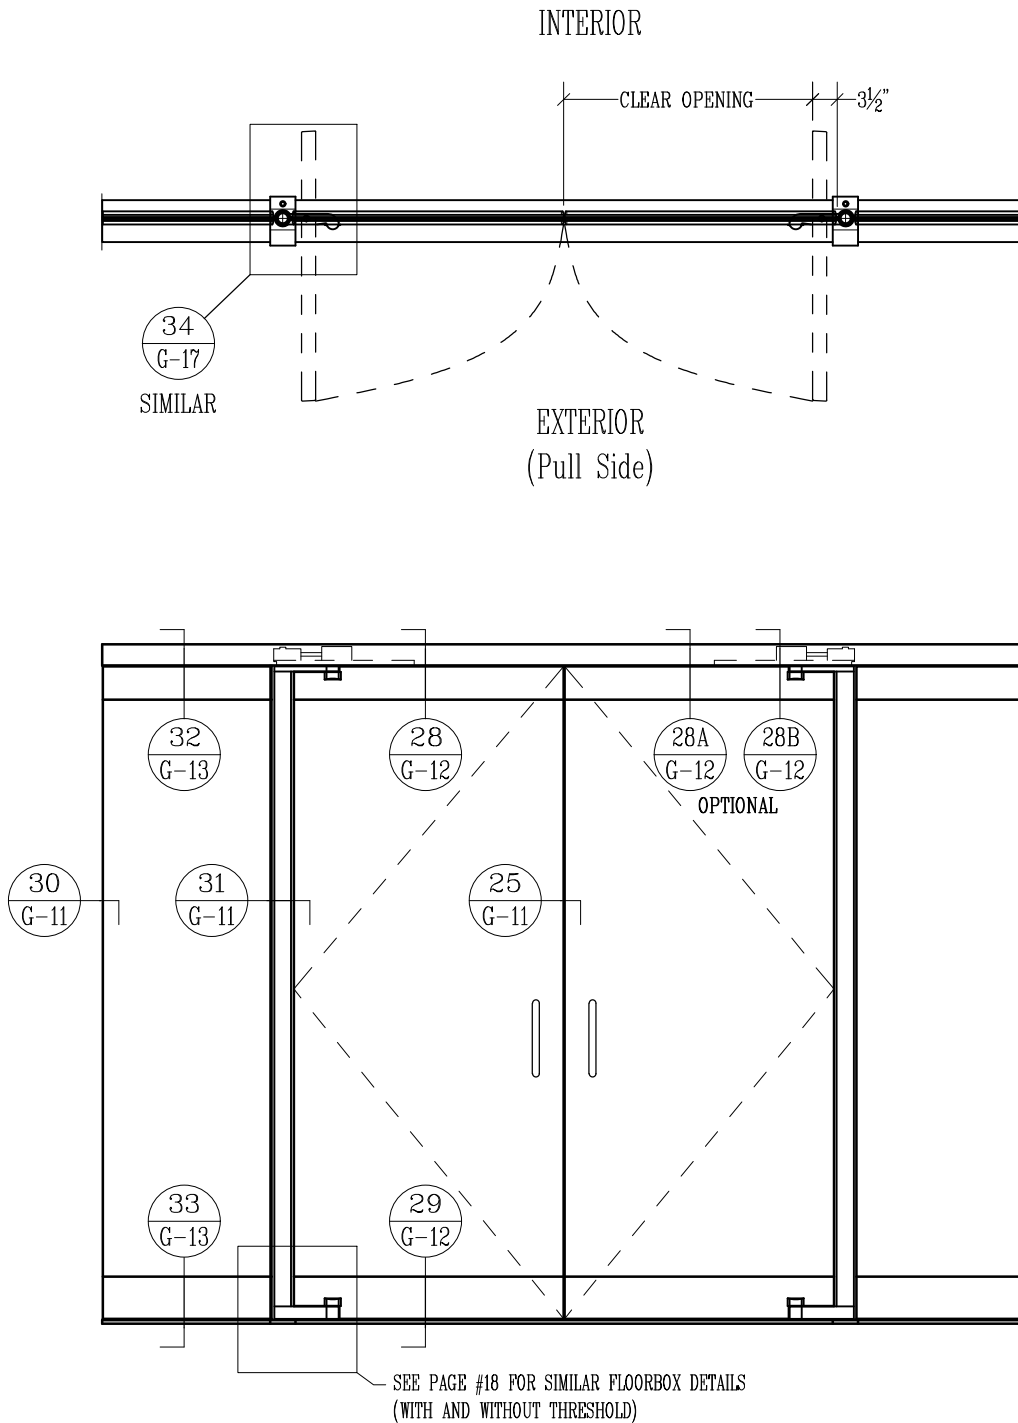 INTERIOR
CLEAR OPENING
3½"
34
G-17
SIMILAR
EXTERIOR
(Pull Side)
32
G-13
28
G-12
28A
G-12
28B
G-12
OPTIONAL
30
G-11
31
G-11
25
G-11
33
G-13
29
G-12
SEE PAGE #18 FOR SIMILAR FLOORBOX DETAILS
(WITH AND WITHOUT THRESHOLD)